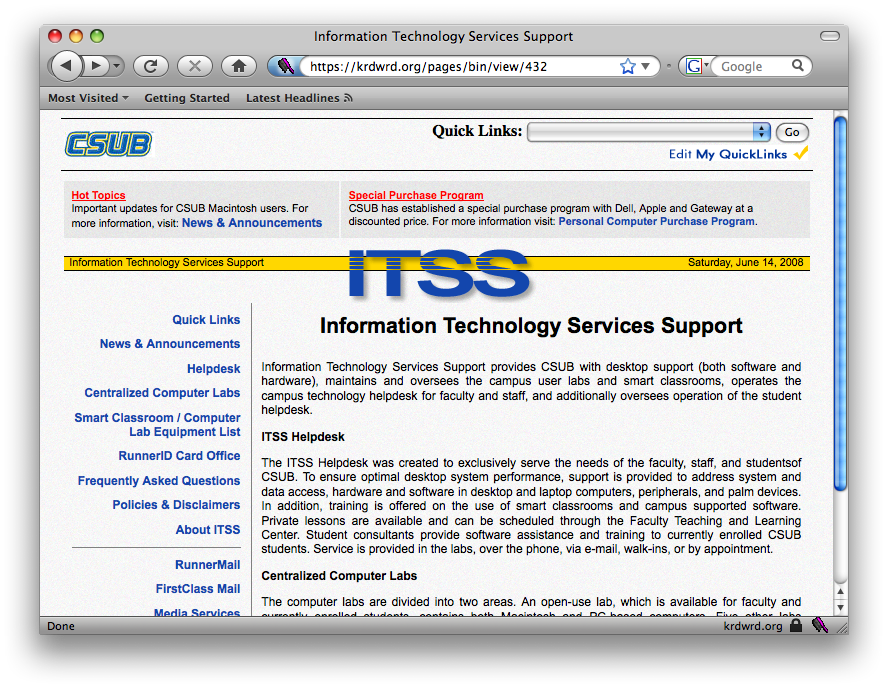 Information Technology Services Support
https://krdwrd.org/pages/bin/view/432
Google
Most Visited Getting Started Latest Headlines
CSUB
Quick Links: Go
Edit My QuickLinks
Hot Topics
Important updates for CSUB Macintosh users. For
more information, visit: News & Announcements
Special Purchase Program
CSUB has established a special purchase program with Dell, Apple and Gateway at a
discounted price. For more information visit: Personal Computer Purchase Program.
Information Technology Services Support
ITSS
Saturday, June 14, 2008
Quick Links
News & Announcements
Helpdesk
Centralized Computer Labs
Smart Classroom / Computer
Lab Equipment List
RunnerID Card Office
Frequently Asked Questions
Policies & Disclaimers
About ITSS
RunnerMail
FirstClass Mail
Media Services
Information Technology Services Support
Information Technology Services Support provides CSUB with desktop support (both software and
hardware), maintains and oversees the campus user labs and smart classrooms, operates the
campus technology helpdesk for faculty and staff, and additionally oversees operation of the student
helpdesk.
ITSS Helpdesk
The ITSS Helpdesk was created to exclusively serve the needs of the faculty, staff, and studentsof
CSUB. To ensure optimal desktop system performance, support is provided to address system and
data access, hardware and software in desktop and laptop computers, peripherals, and palm devices.
In addition, training is offered on the use of smart classrooms and campus supported software.
Private lessons are available and can be scheduled through the Faculty Teaching and Learning
Center. Student consultants provide software assistance and training to currently enrolled CSUB
students. Service is provided in the labs, over the phone, via e-mail, walk-ins, or by appointment.
Centralized Computer Labs
The computer labs are divided into two areas. An open-use lab, which is available for faculty and
currently enrolled students, contains both Macintosh and PC-based computers. Five other labs
Done
krdwrd.org